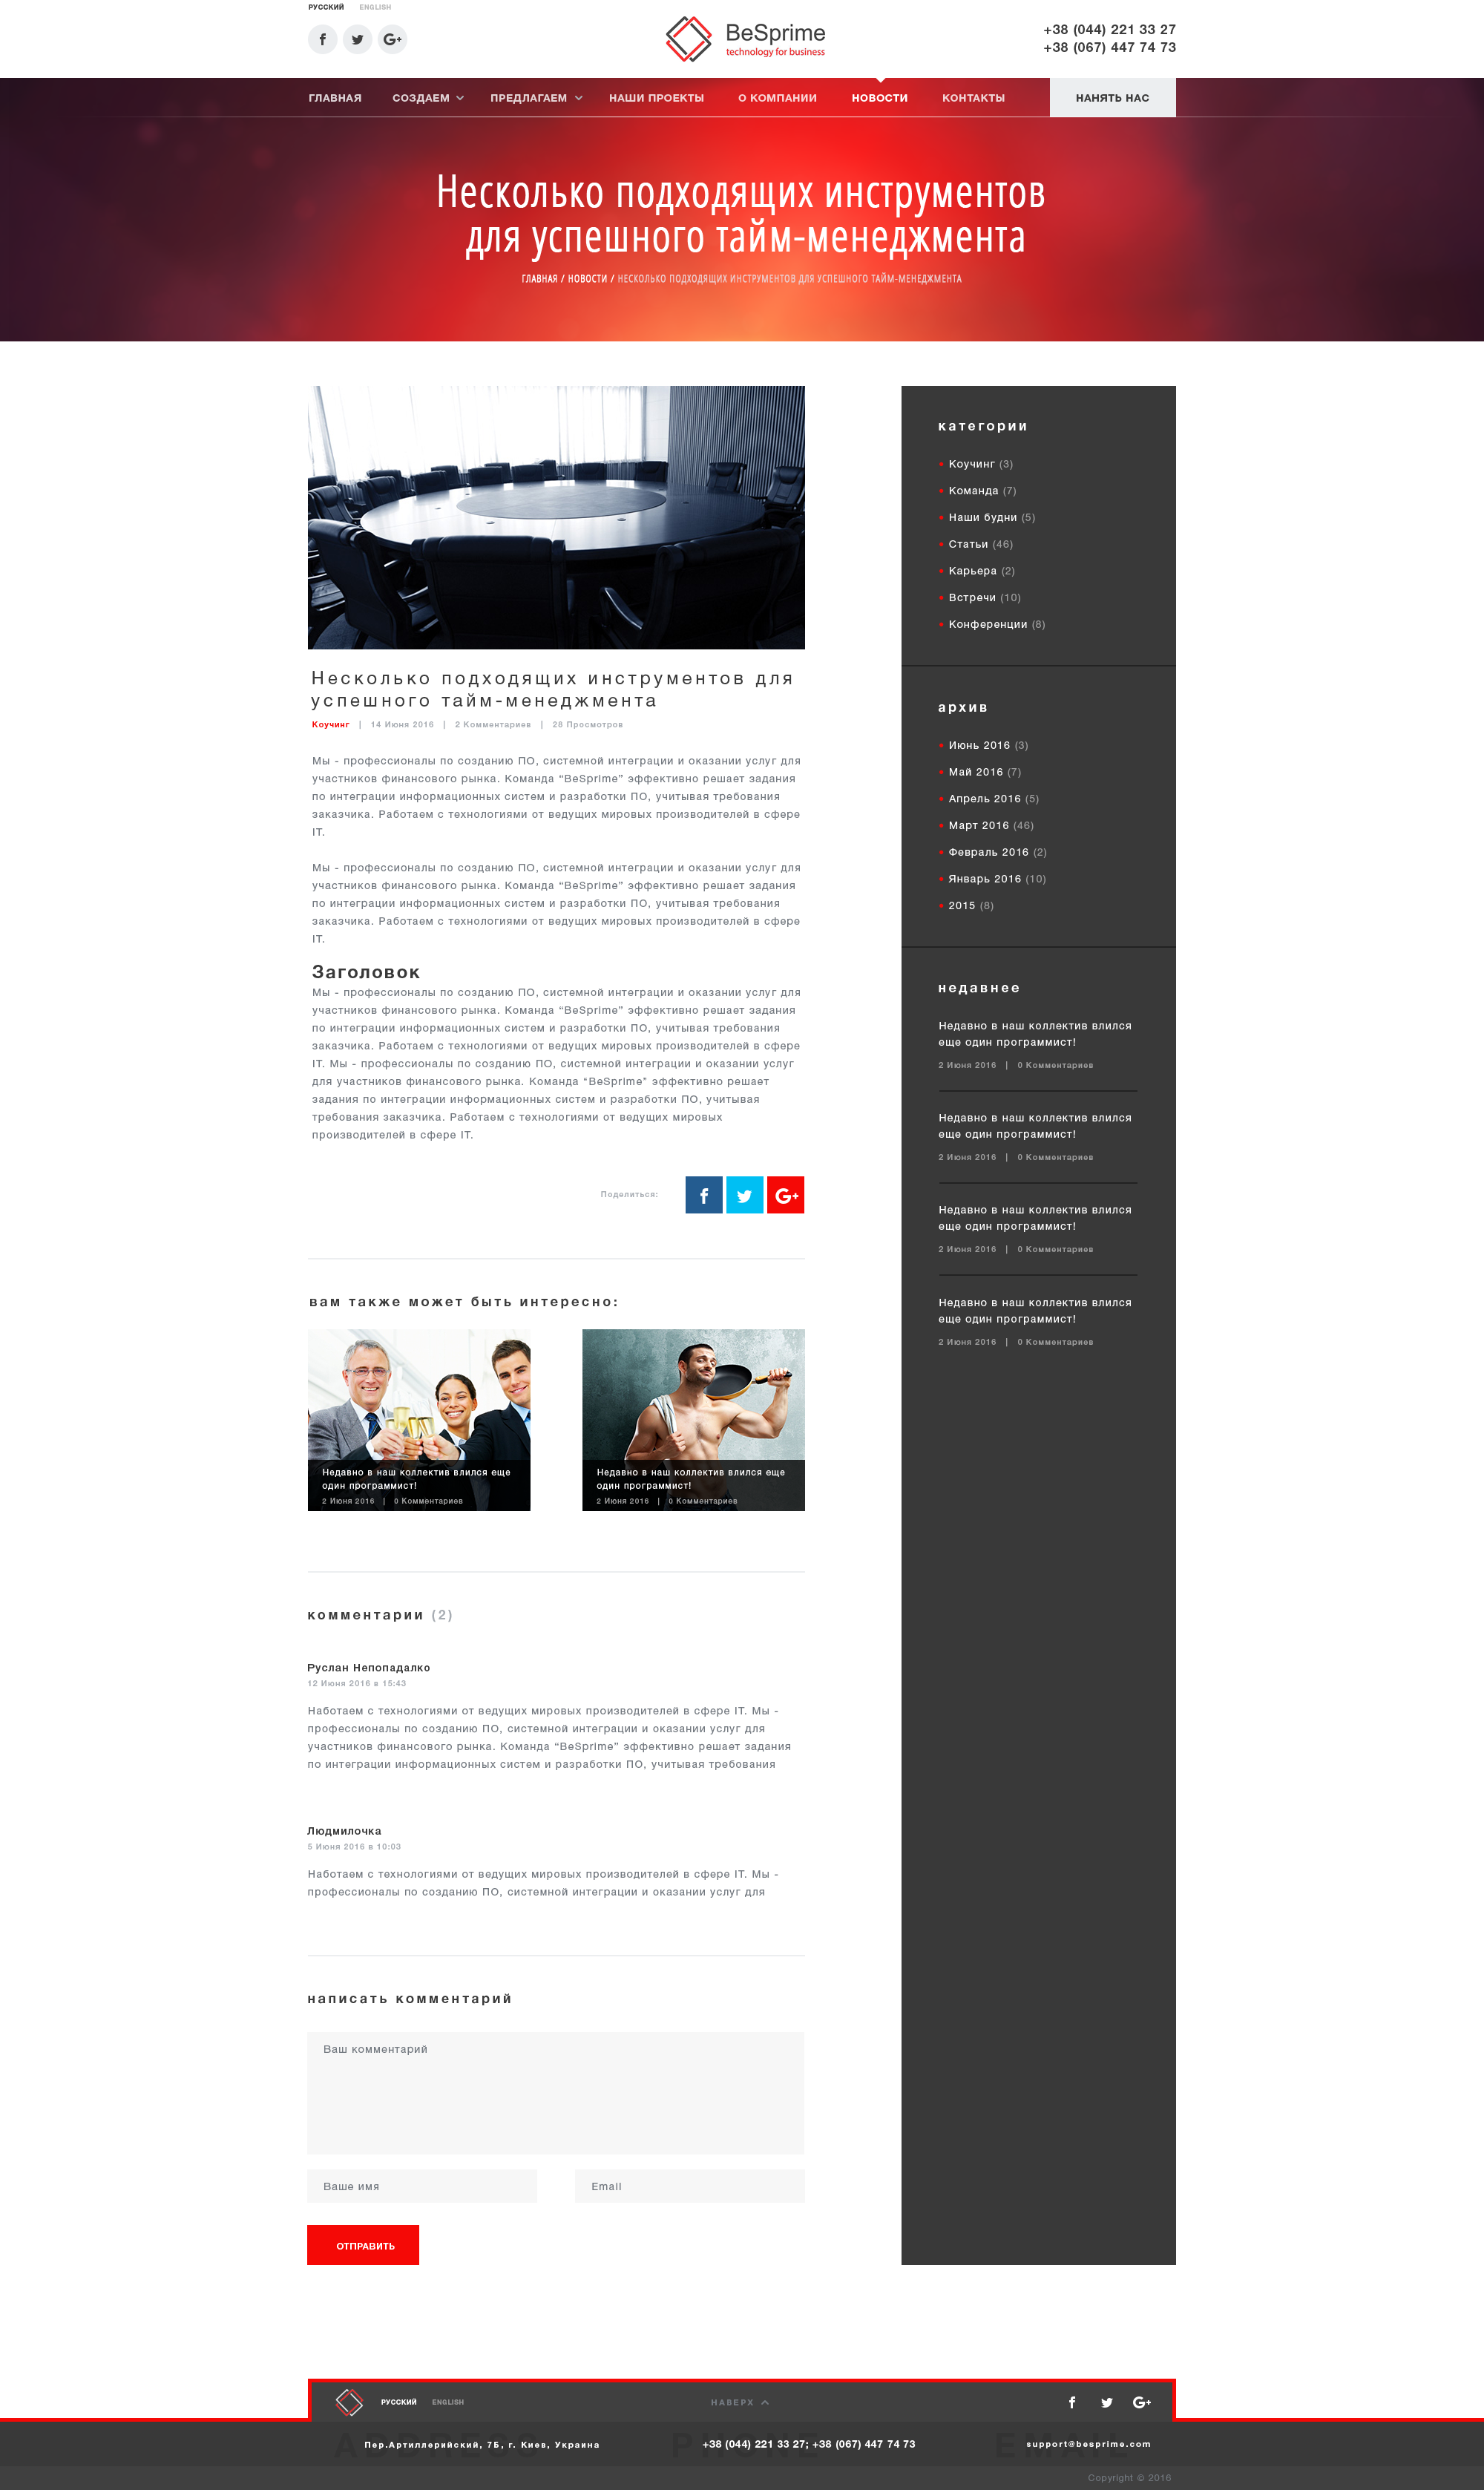 РУССКИЙ ENGLISH
BeSprime
technology for business
+38 (044) 221 33 27
+38 (067) 447 74 73
ГЛАВНАЯ СОЗДАЕМ ПРЕДЛАГАЕМ НАШИ ПРОЕКТЫ О КОМПАНИИ НОВОСТИ КОНТАКТЫ НАНЯТЬ НАС
Несколько подходящих инструментов
для успешного тайм-менеджмента
ГЛАВНАЯ / НОВОСТИ / НЕСКОЛЬКО ПОДХОДЯЩИХ ИНСТРУМЕНТОВ ДЛЯ УСПЕШНОГО ТАЙМ-МЕНЕДЖМЕНТА
Несколько подходящих инструментов для
успешного тайм-менеджмента
Коучинг | 14 Июня 2016 | 2 Комментариев | 28 Просмотров
Мы - профессионалы по созданию ПО, системной интеграции и оказании услуг для
участников финансового рынка. Команда “BeSprime” эффективно решает задания
по интеграции информационных систем и разработки ПО, учитывая требования
заказчика. Работаем с технологиями от ведущих мировых производителей в сфере
IT.
Мы - профессионалы по созданию ПО, системной интеграции и оказании услуг для
участников финансового рынка. Команда “BeSprime” эффективно решает задания
по интеграции информационных систем и разработки ПО, учитывая требования
заказчика. Работаем с технологиями от ведущих мировых производителей в сфере
IT.
Заголовок
Мы - профессионалы по созданию ПО, системной интеграции и оказании услуг для
участников финансового рынка. Команда “BeSprime” эффективно решает задания
по интеграции информационных систем и разработки ПО, учитывая требования
заказчика. Работаем с технологиями от ведущих мировых производителей в сфере
IT. Мы - профессионалы по созданию ПО, системной интеграции и оказании услуг
для участников финансового рынка. Команда “BeSprime” эффективно решает
задания по интеграции информационных систем и разработки ПО, учитывая
требования заказчика. Работаем с технологиями от ведущих мировых
производителей в сфере IT.
Поделиться:
вам также может быть интересно:
Недавно в наш коллектив влился еще
один программист!
2 Июня 2016 | 0 Комментариев
Недавно в наш коллектив влился еще
один программист!
2 Июня 2016 | 0 Комментариев
комментарии (2)
Руслан Непопадалко
12 Июня 2016 в 15:43
Наботаем с технологиями от ведущих мировых производителей в сфере IT. Мы -
профессионалы по созданию ПО, системной интеграции и оказании услуг для
участников финансового рынка. Команда “BeSprime” эффективно решает задания
по интеграции информационных систем и разработки ПО, учитывая требования
Людмилочка
5 Июня 2016 в 10:03
Наботаем с технологиями от ведущих мировых производителей в сфере IT. Мы -
профессионалы по созданию ПО, системной интеграции и оказании услуг для
написать комментарий
Ваш комментарий
Ваше имя Email
ОТПРАВИТЬ
категории
Коучинг (3)
Команда (7)
Наши будни (5)
Статьи (46)
Карьера (2)
Встречи (10)
Конференции (8)
архив
Июнь 2016 (3)
Май 2016 (7)
Апрель 2016 (5)
Март 2016 (46)
Февраль 2016 (2)
Январь 2016 (10)
2015 (8)
недавнее
Недавно в наш коллектив влился
еще один программист!
2 Июня 2016 | 0 Комментариев
Недавно в наш коллектив влился
еще один программист!
2 Июня 2016 | 0 Комментариев
Недавно в наш коллектив влился
еще один программист!
2 Июня 2016 | 0 Комментариев
Недавно в наш коллектив влился
еще один программист!
2 Июня 2016 | 0 Комментариев
РУССКИЙ ENGLISH НАВЕРХ
ADDRESS PHONE EMAIL
Пер.Артиллерийский, 7Б, г. Киев, Украина +38 (044) 221 33 27; +38 (067) 447 74 73 support@besprime.com
Copyright © 2016